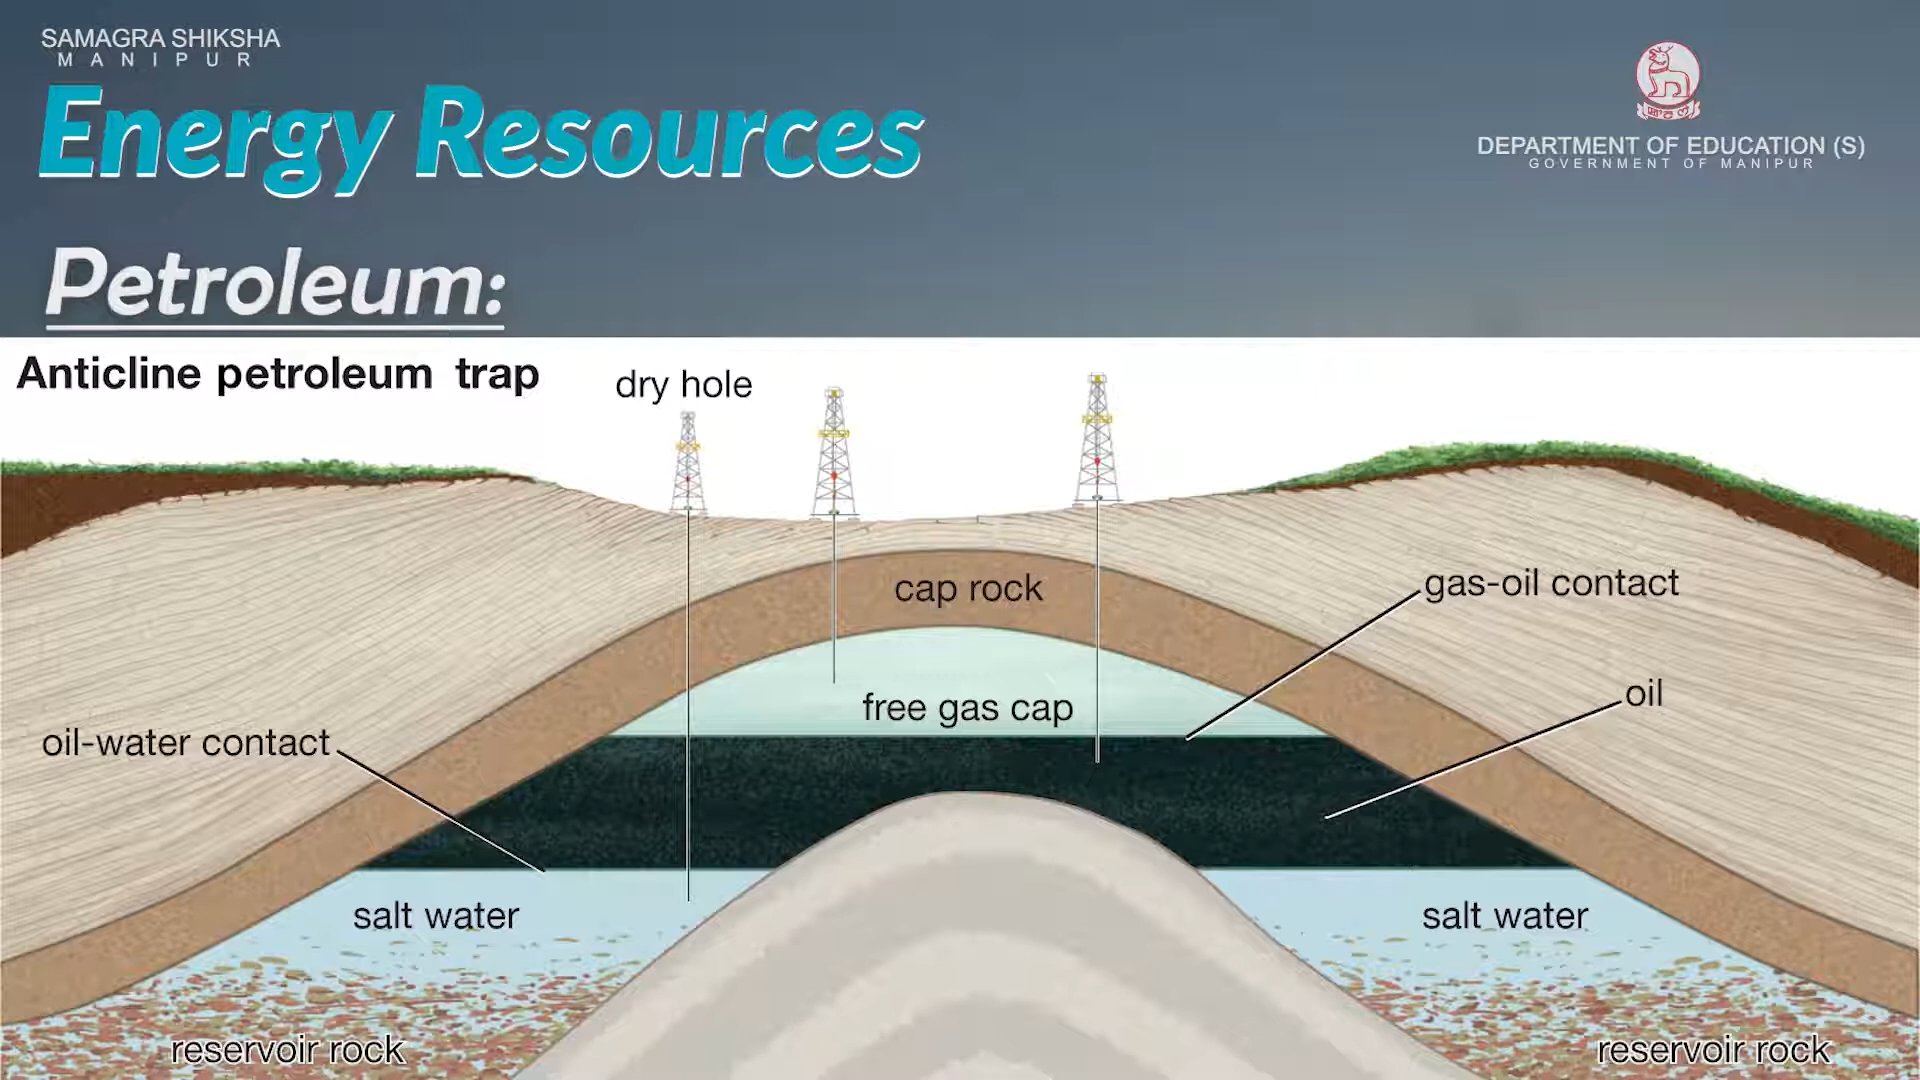 SAMAGRA SHIKSHA
MANIPUR
Energy Resources
DEPARTMENT OF EDUCATION (S)
GOVERNMENT OF MANIPUR
Petroleum:
Anticline petroleum trap
dry hole
cap rock
gas-oil contact
free gas cap
oil
oil-water contact
salt water
salt water
reservoir rock
reservoir rock